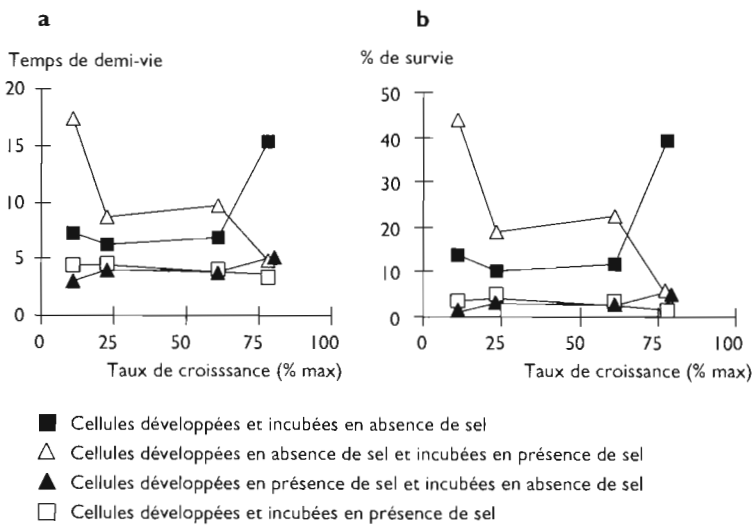 a
Temps de demi-vie
20
15
10
5
0
0 25 50 75 100
Taux de croisssance (% max)
b
% de survie
50
40
30
20
10
0
0 25 50 75 100
Taux de croissance (% max)
Cellules développées et incubées en absence de sel
Cellules développées en absence de sel et incubées en présence de sel
Cellules développées en présence de sel et incubées en absence de sel
Cellules développées et incubées en présence de sel